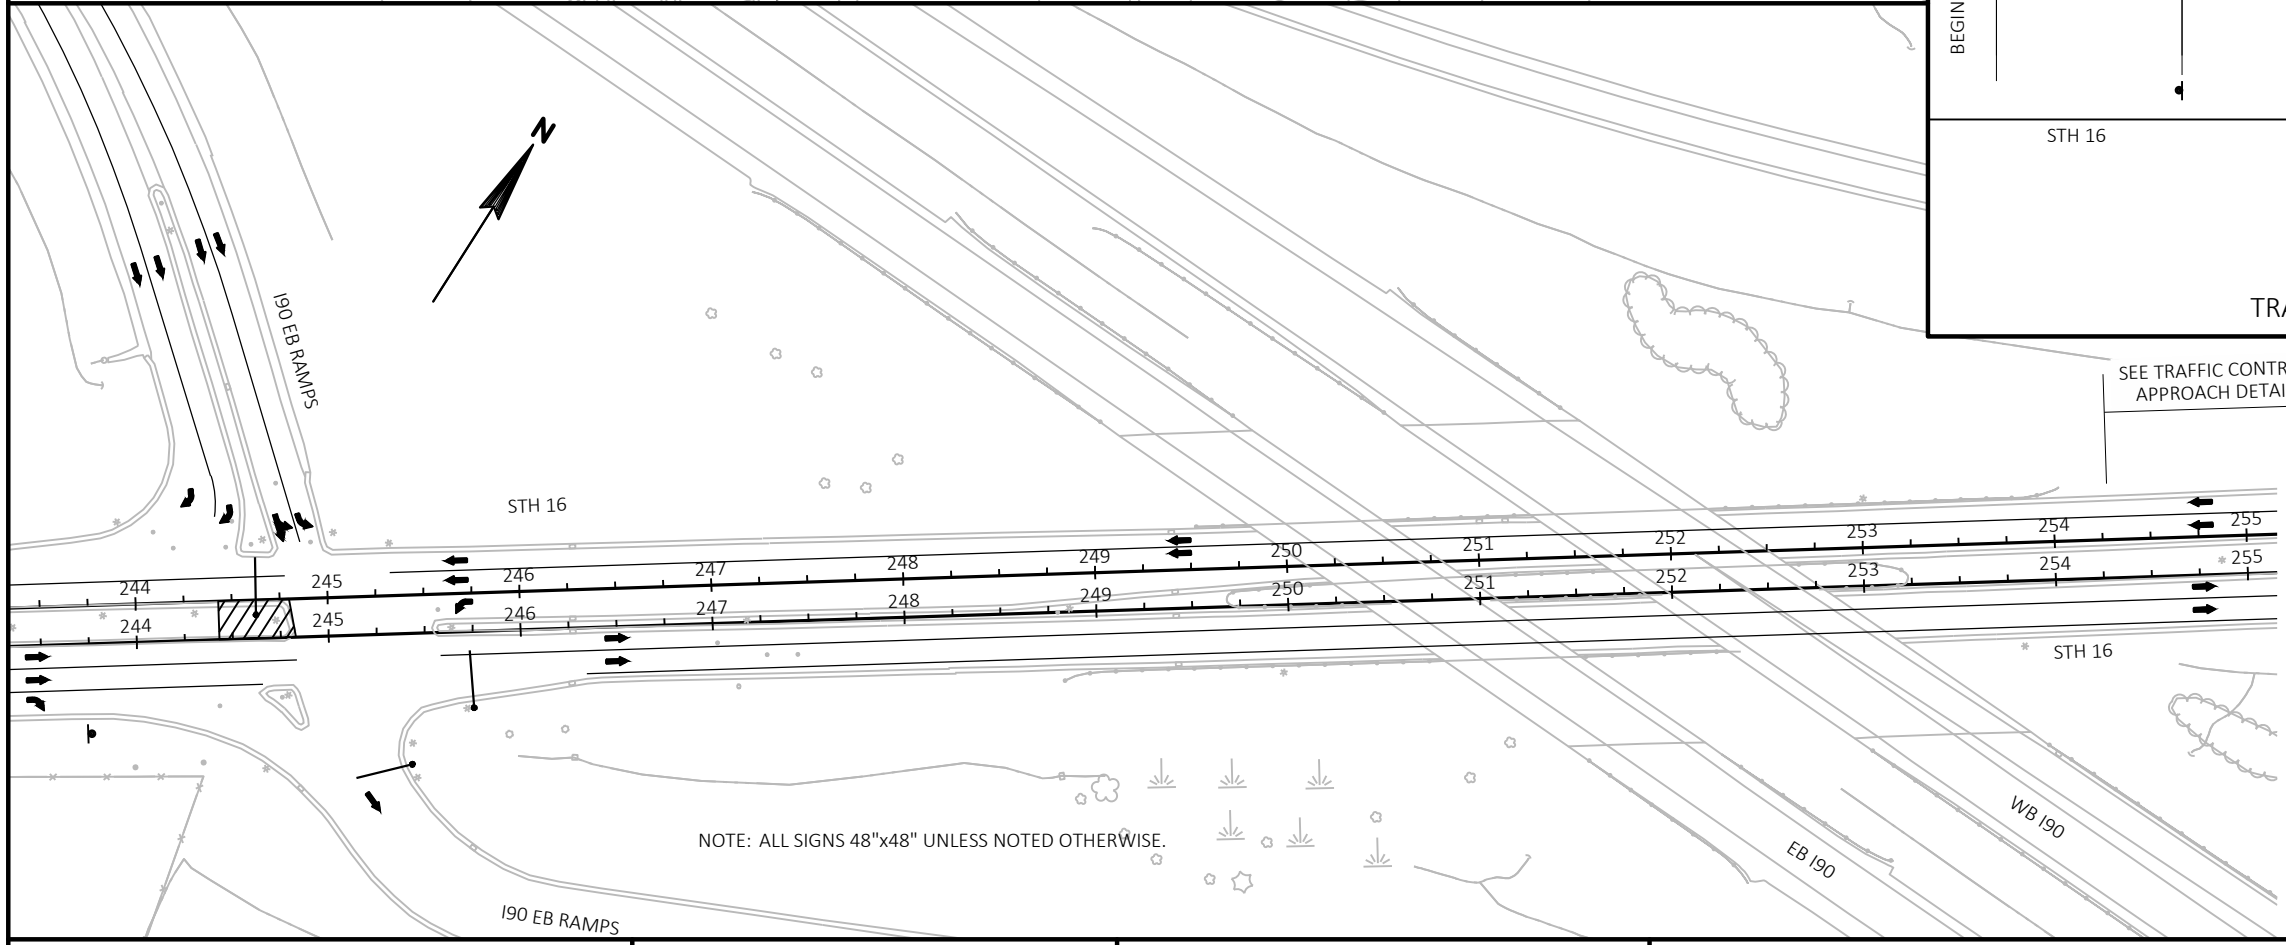 BEGIN
STH 16
TRA
N
I90 EB RAMPS
SEE TRAFFIC CONTR
APPROACH DETAI
STH 16
244 245 246 247 248 249 250 251 252 253 254 255
244 245 246 247 248 249 250 251 252 253 254 255
STH 16
WB I90
EB I90
NOTE: ALL SIGNS 48"x48" UNLESS NOTED OTHERWISE.
I90 EB RAMPS